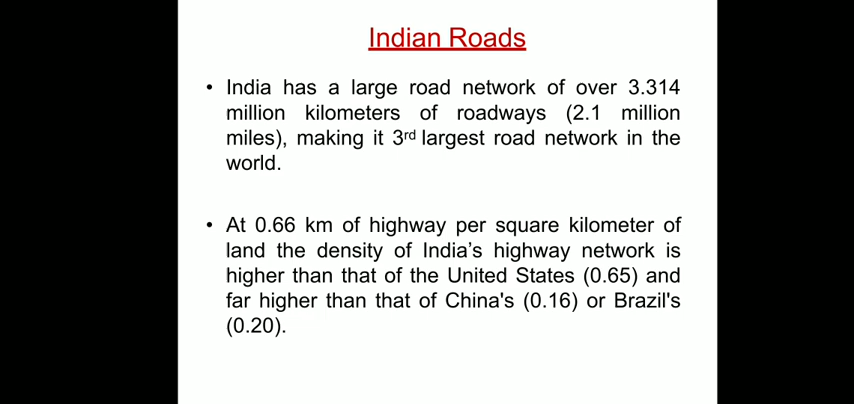 Indian Roads
• India has a large road network of over 3.314
million kilometers of roadways (2.1 million
miles), making it 3rd largest road network in the
world.
• At 0.66 km of highway per square kilometer of
land the density of India’s highway network is
higher than that of the United States (0.65) and
far higher than that of China's (0.16) or Brazil's
(0.20).